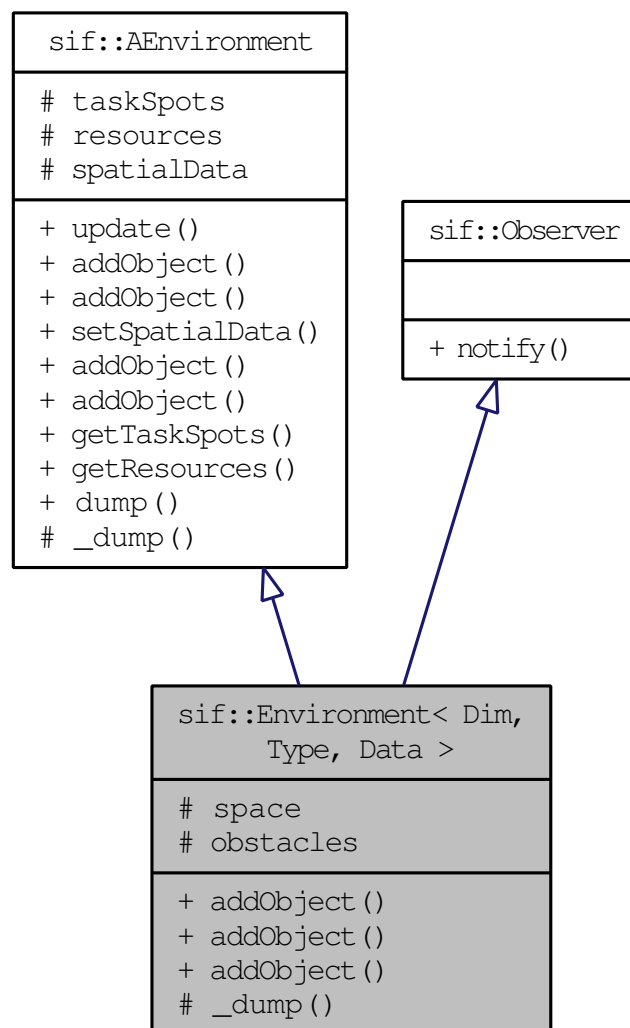 sif::AEnvironment
# taskSpots
# resources
# spatialData
+ update()
+ addObject()
+ addObject()
+ setSpatialData()
+ addObject()
+ addObject()
+ getTaskSpots()
+ getResources()
+ dump()
# _dump()
sif::Observer
+ notify()
sif::Environment< Dim,
Type, Data >
# space
# obstacles
+ addObject()
+ addObject()
+ addObject()
# _dump()